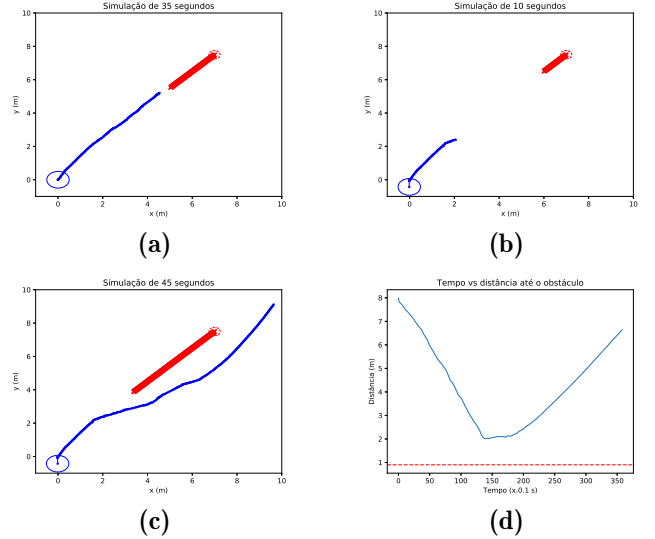 Simulação de 35 segundos
10
8
6
4
2
0
y (m)
0 2 4 6 8 10
x (m)
(a)
Simulação de 10 segundos
10
8
6
4
2
0
y (m)
0 2 4 6 8 10
x (m)
(b)
Simulação de 45 segundos
10
8
6
4
2
0
y (m)
0 2 4 6 8 10
x (m)
(c)
Tempo vs distância até o obstáculo
8
7
6
5
4
3
2
1
Distância (m)
0 50 100 150 200 250 300 350
Tempo (x.0.1 s)
(d)